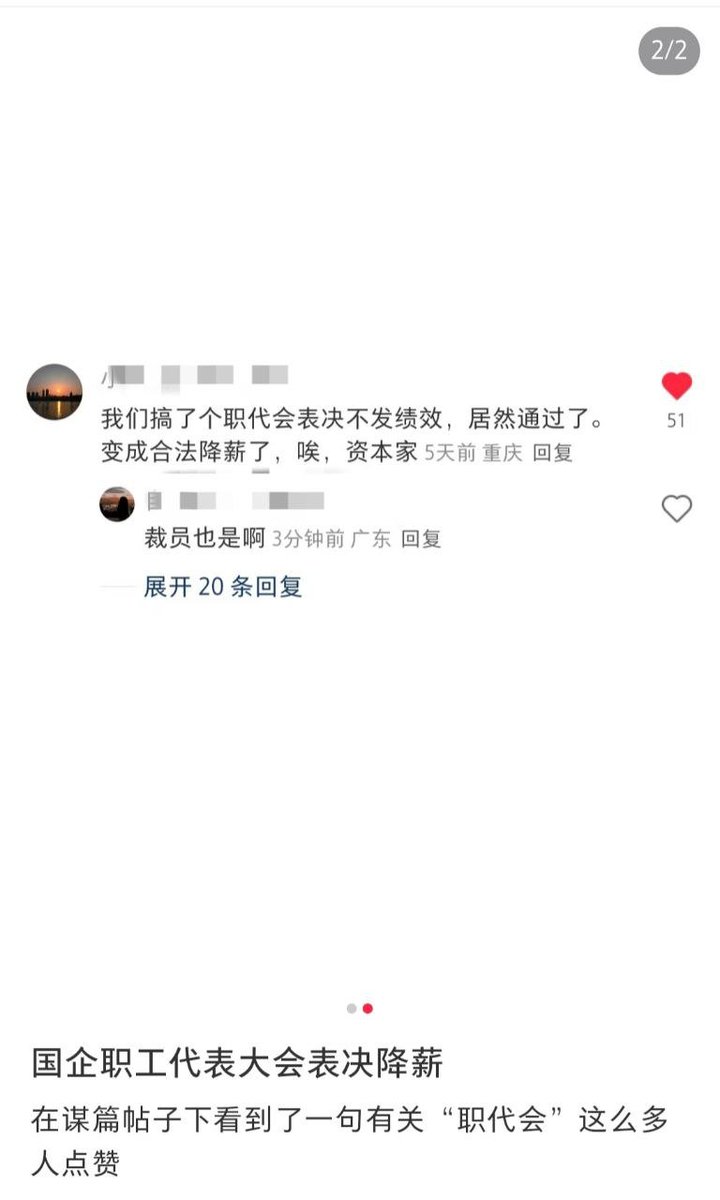 2/2
我们搞了个职代会表决不发绩效，居然通过了。
变成合法降薪了，唉，资本家 5天前 重庆 回复
51
裁员也是啊 3分钟前 广东 回复
展开 20 条回复
国企职工代表大会表决降薪
在谋篇帖子下看到了一句有关“职代会”这么多
人点赞